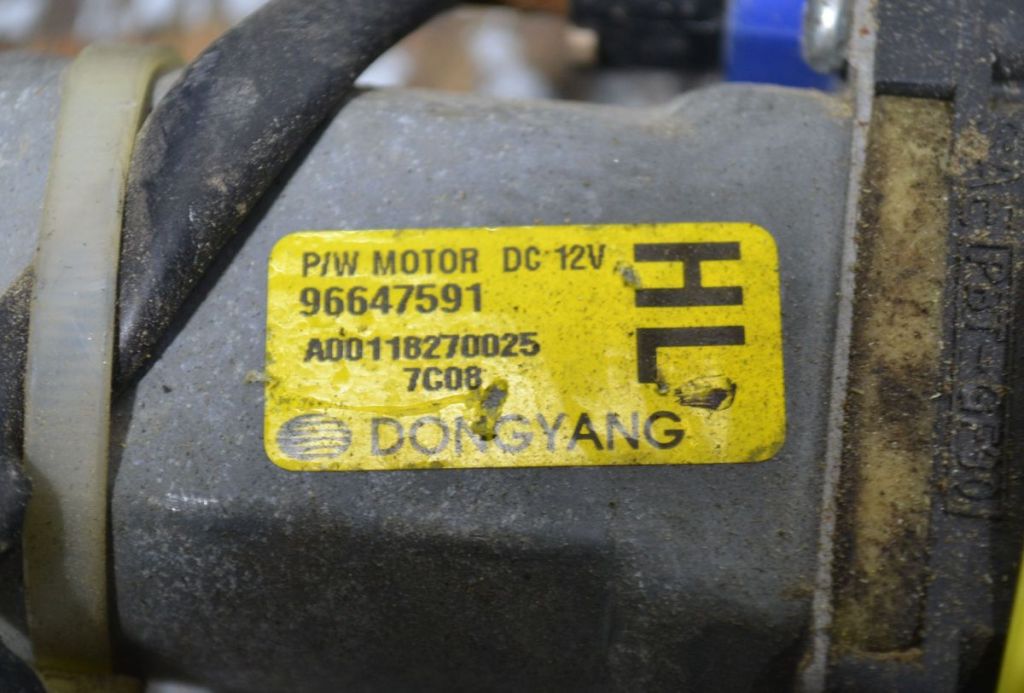 P/W MOTOR DC 12V
96647591
A00118270025
7C08
DONGYANG
HL